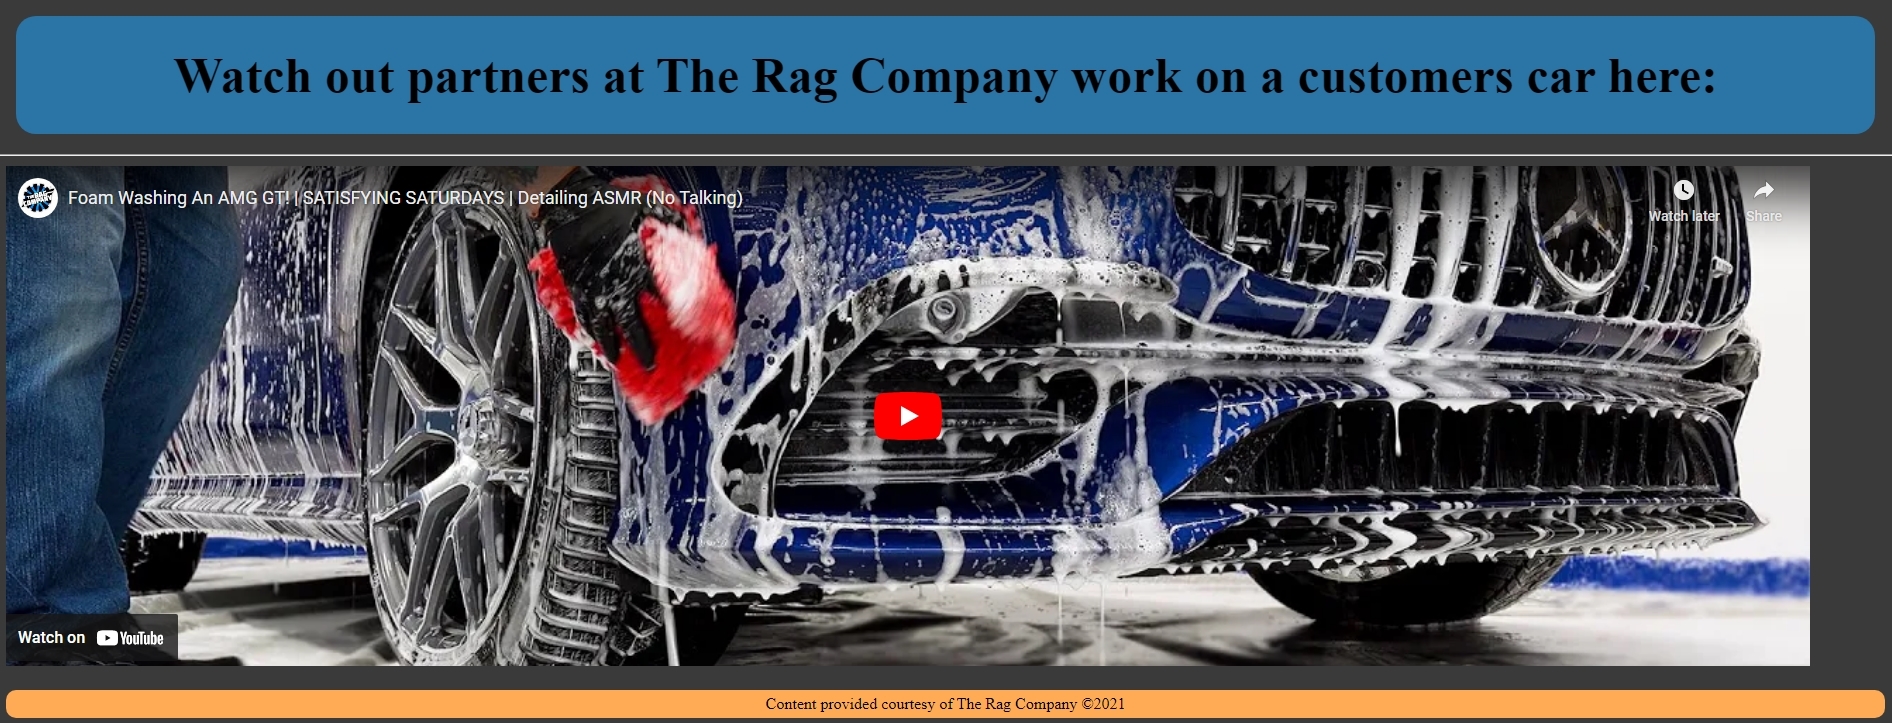 Watch out partners at The Rag Company work on a customers car here:
Foam Washing An AMG GT! | SATISFYING SATURDAYS | Detailing ASMR (No Talking)
Watch later
Share
Watch on YouTube
Content provided courtesy of The Rag Company ©2021